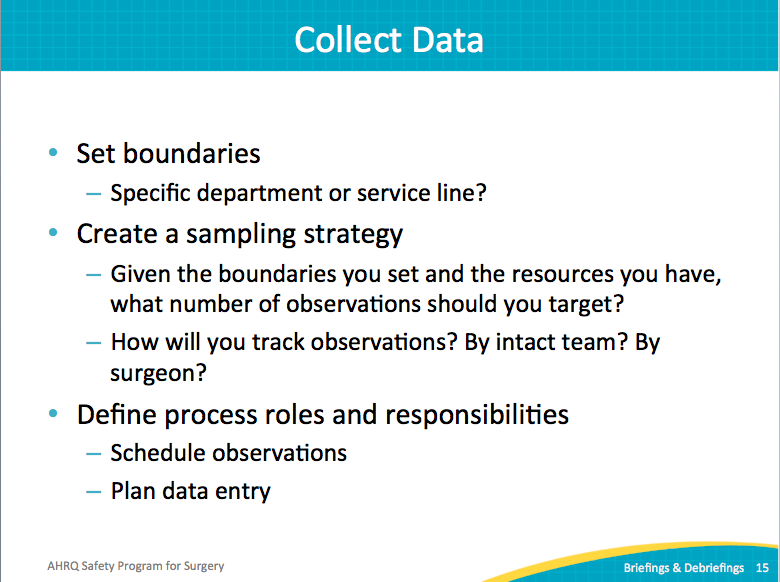 Collect Data
• Set boundaries
– Specific department or service line?
• Create a sampling strategy
– Given the boundaries you set and the resources you have,
what number of observations should you target?
– How will you track observations? By intact team? By
surgeon?
• Define process roles and responsibilities
– Schedule observations
– Plan data entry
AHRQ Safety Program for Surgery
Briefings & Debriefings 15